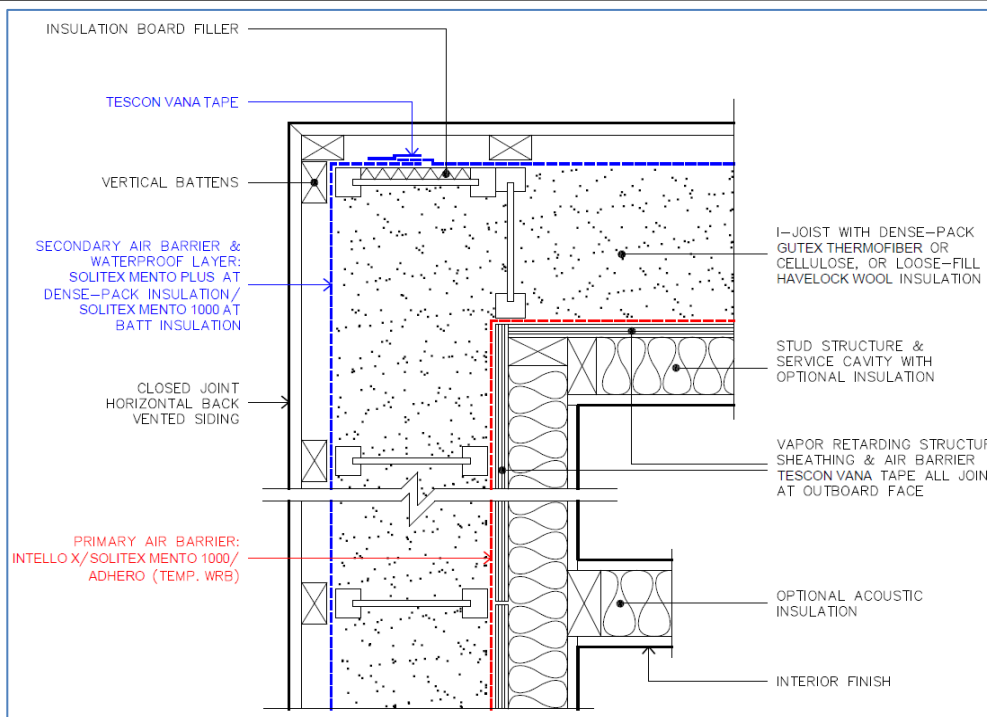 INSULATION BOARD FILLER
TESCON VANA TAPE
VERTICAL BATTENS
SECONDARY AIR BARRIER &
WATERPROOF LAYER:
SOLITEX MENTO PLUS AT
DENSE-PACK INSULATION/
SOLITEX MENTO 1000 AT
BATT INSULATION
CLOSED JOINT
HORIZONTAL BACK
VENTED SIDING
PRIMARY AIR BARRIER:
INTELLO X/SOLITEX MENTO 1000/
ADHERO (TEMP. WRB)
I-JOIST WITH DENSE-PACK
GUTEX THERMOFIBER OR
CELLULOSE, OR LOOSE-FILL
HAVELOCK WOOL INSULATION
STUD STRUCTURE &
SERVICE CAVITY WITH
OPTIONAL INSULATION
VAPOR RETARDING STRUCTUR
SHEATHING & AIR BARRIER
TESCON VANA TAPE ALL JOIN
AT OUTBOARD FACE
OPTIONAL ACOUSTIC
INSULATION
INTERIOR FINISH